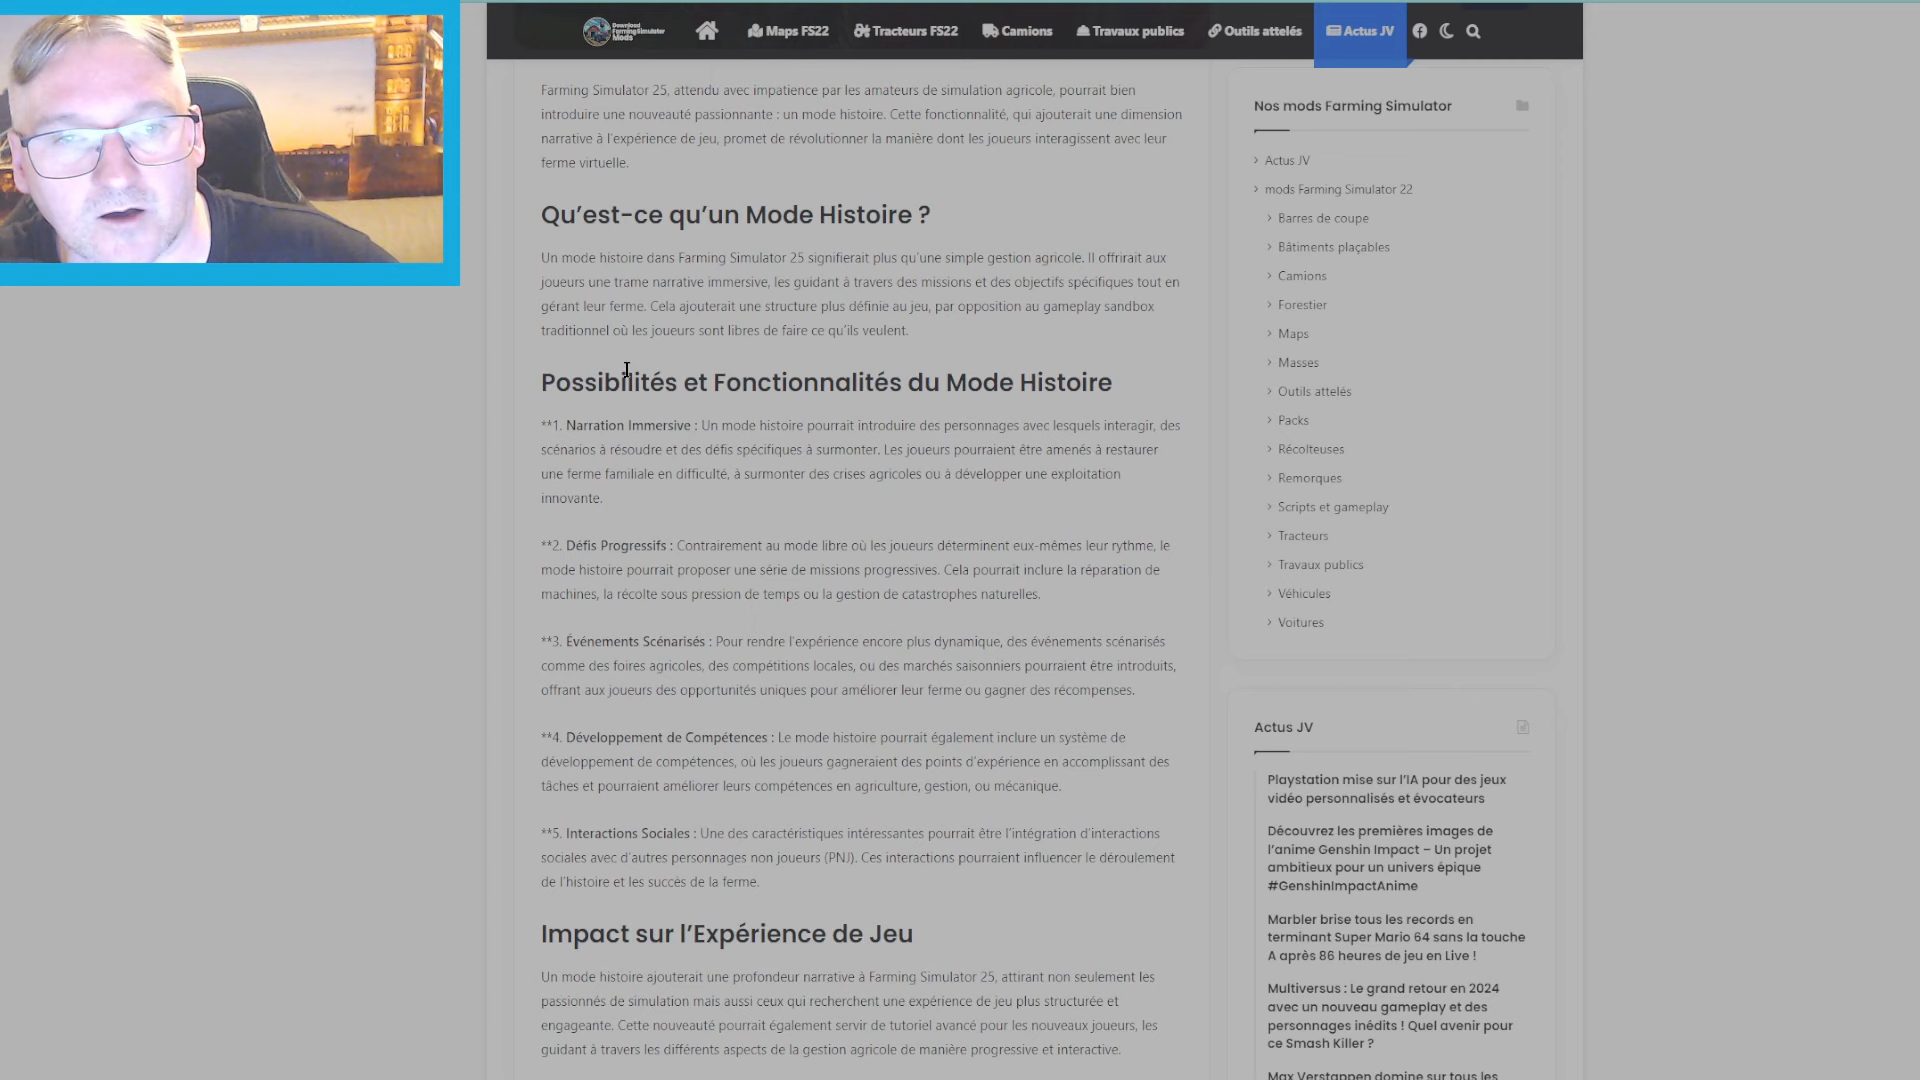 Download
Farming Simulator
Mods
Maps FS22
Tracteurs FS22
Camions
Travaux publics
Outils attelés
Actus JV
Farming Simulator 25, attendu avec impatience par les amateurs de simulation agricole, pourrait bien
introduire une nouveauté passionnante : un mode histoire. Cette fonctionnalité, qui ajouterait une dimension
narrative à l'expérience de jeu, promet de révolutionner la manière dont les joueurs interagissent avec leur
ferme virtuelle.
Qu'est-ce qu'un Mode Histoire ?
Un mode histoire dans Farming Simulator 25 signifierait plus qu'une simple gestion agricole. Il offrirait aux
joueurs une trame narrative immersive, les guidant à travers des missions et des objectifs spécifiques tout en
gérant leur ferme. Cela ajouterait une structure plus définie au jeu, par opposition au gameplay sandbox
traditionnel où les joueurs sont libres de faire ce qu'ils veulent.
Possibilités et Fonctionnalités du Mode Histoire
**1. Narration Immersive : Un mode histoire pourrait introduire des personnages avec lesquels interagir, des
scénarios à résoudre et des défis spécifiques à surmonter. Les joueurs pourraient être amenés à restaurer
une ferme familiale en difficulté, à surmonter des crises agricoles ou à développer une exploitation
innovante.
**2. Défis Progressifs : Contrairement au mode libre où les joueurs déterminent eux-mêmes leur rythme, le
mode histoire pourrait proposer une série de missions progressives. Cela pourrait inclure la réparation de
machines, la récolte sous pression de temps ou la gestion de catastrophes naturelles.
**3. Événements Scénarisés : Pour rendre l'expérience encore plus dynamique, des événements scénarisés
comme des foires agricoles, des compétitions locales, ou des marchés saisonniers pourraient être introduits,
offrant aux joueurs des opportunités uniques pour améliorer leur ferme ou gagner des récompenses.
**4. Développement de Compétences : Le mode histoire pourrait également inclure un système de
développement de compétences, où les joueurs gagneraient des points d'expérience en accomplissant des
tâches et pourraient améliorer leurs compétences en agriculture, gestion, ou mécanique.
**5. Interactions Sociales : Une des caractéristiques intéressantes pourrait être l'intégration d'interactions
sociales avec d'autres personnages non joueurs (PNJ). Ces interactions pourraient influencer le déroulement
de l'histoire et les succès de la ferme.
Impact sur l'Expérience de Jeu
Un mode histoire ajouterait une profondeur narrative à Farming Simulator 25, attirant non seulement les
passionnés de simulation mais aussi ceux qui recherchent une expérience de jeu plus structurée et
engageante. Cette nouveauté pourrait également servir de tutoriel avancé pour les nouveaux joueurs, les
guidant à travers les différents aspects de la gestion agricole de manière progressive et interactive.
Nos mods Farming Simulator
Actus JV
mods Farming Simulator 22
Barres de coupe
Bâtiments plaçables
Camions
Forestier
Maps
Masses
Outils attelés
Packs
Récolteuses
Remorques
Scripts et gameplay
Tracteurs
Travaux publics
Véhicules
Voitures
Actus JV
Playstation mise sur l'IA pour des jeux
vidéo personnalisés et évocateurs
Découvrez les premières images de
l'anime Genshin Impact – Un projet
ambitieux pour un univers épique
#GenshinImpactAnime
Marbler brise tous les records en
terminant Super Mario 64 sans la touche
A après 86 heures de jeu en Live !
Multiversus : Le grand retour en 2024
avec un nouveau gameplay et des
personnages inédits ! Quel avenir pour
ce Smash Killer ?
Max Verstappen domine sur tous les